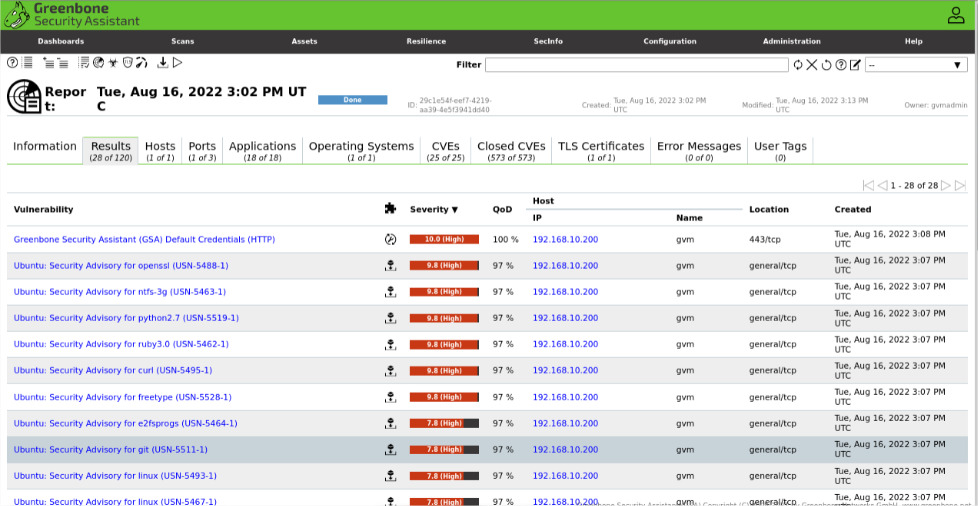 Greenbone
Security Assistant
Dashboards Scans Assets Resilience SecInfo Configuration Administration Help
Filter --
Report: Tue, Aug 16, 2022 3:02 PM UTC Done ID: 29c1e54f-eef7-4219-aa39-4e5f3941dd40 Created: Tue, Aug 16, 2022 3:02 PM UTC Modified: Tue, Aug 16, 2022 3:13 PM UTC Owner: gvmadmin
Information Results Hosts Ports Applications Operating Systems CVEs Closed CVEs TLS Certificates Error Messages User Tags
(28 of 120) (1 of 1) (1 of 3) (18 of 18) (1 of 1) (25 of 25) (573 of 573) (1 of 1) (0 of 0) (0)
1 - 28 of 28
Vulnerability Severity ▼ QoD Host Location Created
IP Name
Greenbone Security Assistant (GSA) Default Credentials (HTTP) 10.0 (High) 100 % 192.168.10.200 gvm 443/tcp Tue, Aug 16, 2022 3:08 PM UTC
Ubuntu: Security Advisory for openssl (USN-5488-1) 9.8 (High) 97 % 192.168.10.200 gvm general/tcp Tue, Aug 16, 2022 3:07 PM UTC
Ubuntu: Security Advisory for ntfs-3g (USN-5463-1) 9.8 (High) 97 % 192.168.10.200 gvm general/tcp Tue, Aug 16, 2022 3:07 PM UTC
Ubuntu: Security Advisory for python2.7 (USN-5519-1) 9.8 (High) 97 % 192.168.10.200 gvm general/tcp Tue, Aug 16, 2022 3:07 PM UTC
Ubuntu: Security Advisory for ruby3.0 (USN-5462-1) 9.8 (High) 97 % 192.168.10.200 gvm general/tcp Tue, Aug 16, 2022 3:07 PM UTC
Ubuntu: Security Advisory for curl (USN-5495-1) 9.8 (High) 97 % 192.168.10.200 gvm general/tcp Tue, Aug 16, 2022 3:07 PM UTC
Ubuntu: Security Advisory for freetype (USN-5528-1) 9.8 (High) 97 % 192.168.10.200 gvm general/tcp Tue, Aug 16, 2022 3:07 PM UTC
Ubuntu: Security Advisory for e2fsprogs (USN-5464-1) 7.8 (High) 97 % 192.168.10.200 gvm general/tcp Tue, Aug 16, 2022 3:07 PM UTC
Ubuntu: Security Advisory for git (USN-5511-1) 7.8 (High) 97 % 192.168.10.200 gvm general/tcp Tue, Aug 16, 2022 3:07 PM UTC
Ubuntu: Security Advisory for linux (USN-5493-1) 7.8 (High) 97 % 192.168.10.200 gvm general/tcp Tue, Aug 16, 2022 3:07 PM UTC
Ubuntu: Security Advisory for linux (USN-5467-1) 7.8 (High) 97 % 192.168.10.200 gvm general/tcp Tue, Aug 16, 2022 3:07 PM